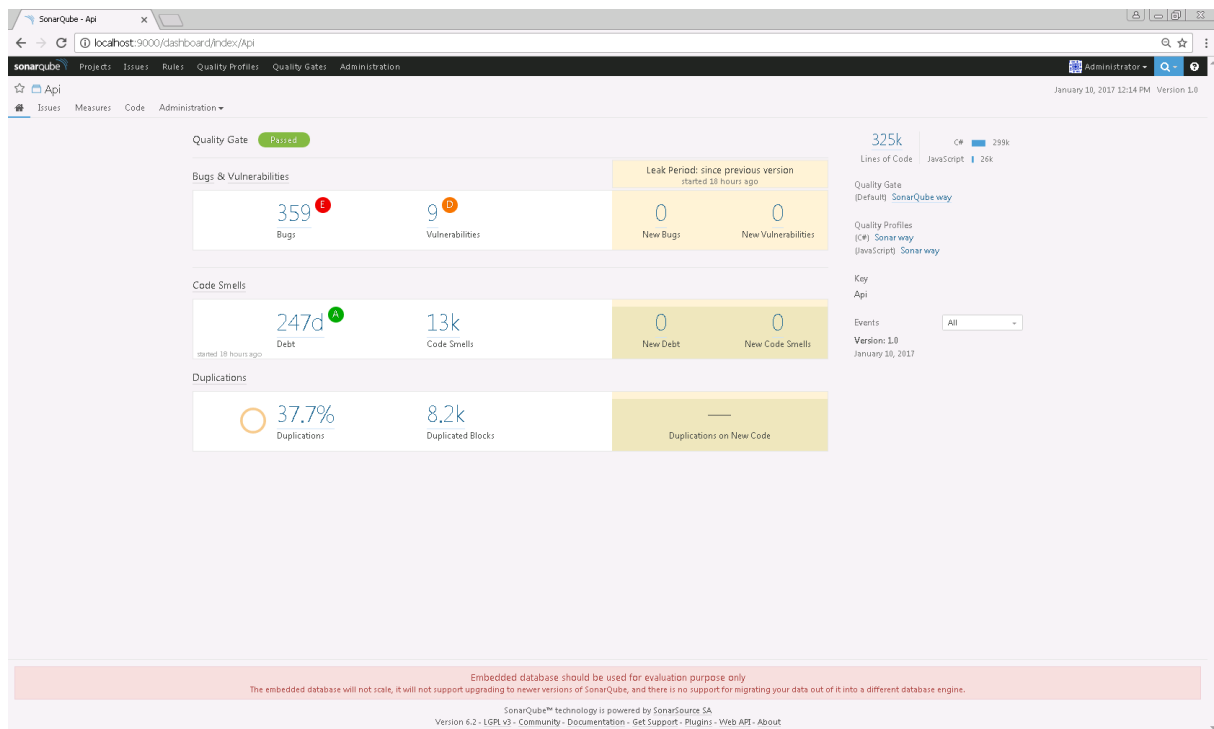 SonarQube - Api
localhost:9000/dashboard/index/Api
sonarqube Projects Issues Rules Quality Profiles Quality Gates Administration Administrator
Api
January 10, 2017 12:14 PM Version 1.0
Issues Measures Code Administration
Quality Gate Passed
Bugs & Vulnerabilities
Leak Period: since previous version
started 18 hours ago
359 E
Bugs
9 D
Vulnerabilities
0
New Bugs
0
New Vulnerabilities
Code Smells
247d A
Debt
started 18 hours ago
13k
Code Smells
0
New Debt
0
New Code Smells
Duplications
37.7%
Duplications
8.2k
Duplicated Blocks
—
Duplications on New Code
325k
Lines of Code
C# 299k
JavaScript 26k
Quality Gate
(Default) SonarQube way
Quality Profiles
(C#) Sonar way
(JavaScript) Sonar way
Key
Api
Events All
Version: 1.0
January 10, 2017
Embedded database should be used for evaluation purpose only
The embedded database will not scale, it will not support upgrading to newer versions of SonarQube, and there is no support for migrating your data out of it into a different database engine.
SonarQube™ technology is powered by SonarSource SA
Version 6.2 - LGPL v3 - Community - Documentation - Get Support - Plugins - Web API - About